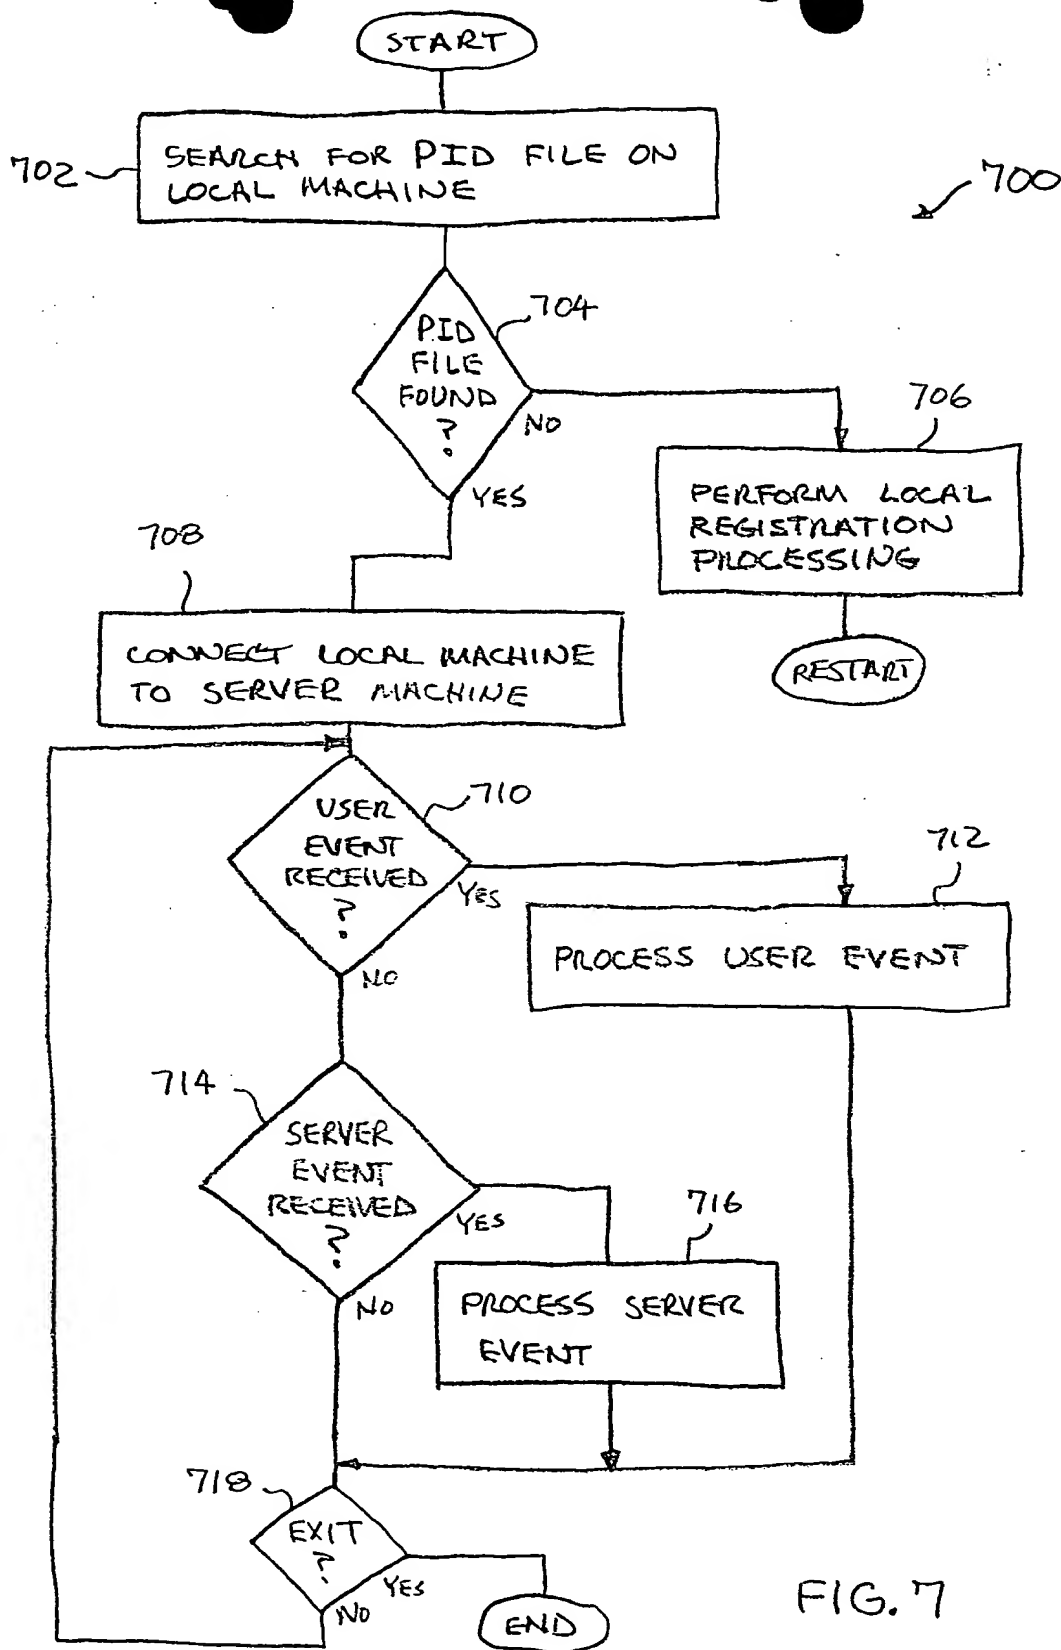 START
702
SEARCH FOR PID FILE ON
LOCAL MACHINE
700
704
PID
FILE
FOUND
?
NO
YES
706
PERFORM LOCAL
REGISTRATION
PROCESSING
RESTART
708
CONNECT LOCAL MACHINE
TO SERVER MACHINE
710
USER
EVENT
RECEIVED
?
YES
NO
712
PROCESS USER EVENT
714
SERVER
EVENT
RECEIVED
?
YES
NO
716
PROCESS SERVER
EVENT
718
EXIT
?
YES
NO
END
FIG. 7